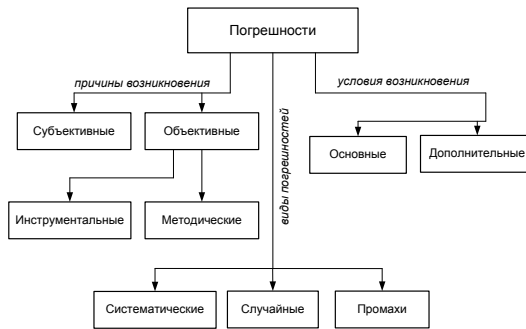 Погрешности
причины возникновения
условия возникновения
Субъективные
Объективные
виды погрешностей
Основные
Дополнительные
Инструментальные
Методические
Систематические
Случайные
Промахи